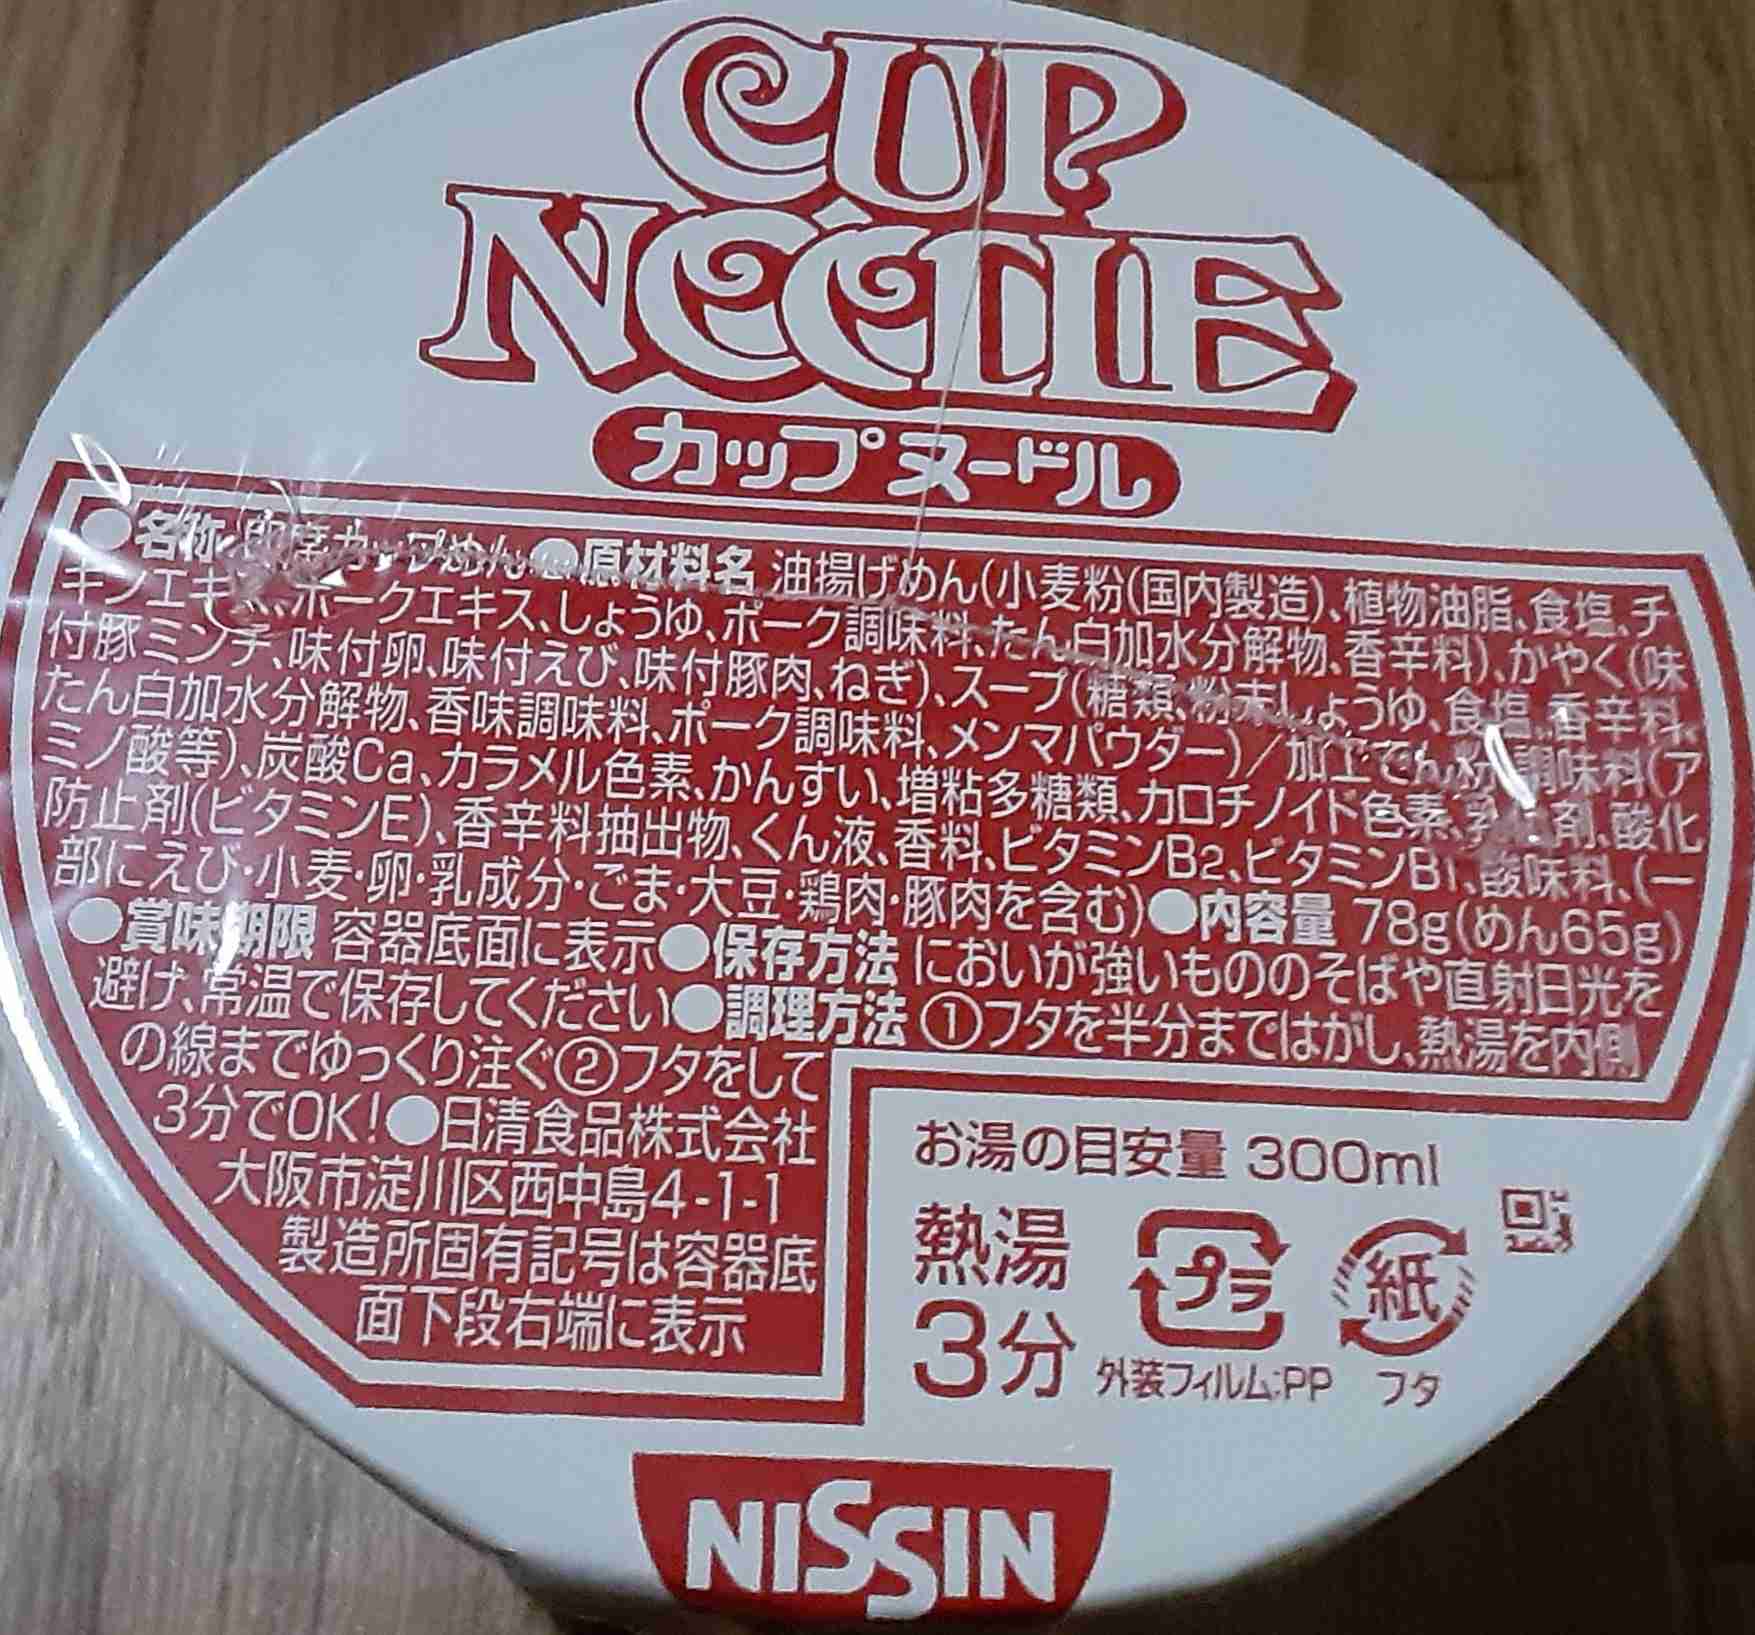 CUP
NOODLE
カップヌードル
●名称 即席カップめん ●原材料名 油揚げめん(小麦粉(国内製造)、植物油脂、食塩、チ
キンエキス、ポークエキス、しょうゆ、ポーク調味料、たん白加水分解物、香辛料)、かやく(味
付豚ミンチ、味付卵、味付えび、味付豚肉、ねぎ)、スープ(糖類、粉末しょうゆ、食塩、香辛料、
たん白加水分解物、香味調味料、ポーク調味料、メンマパウダー)/加工でん粉、調味料(ア
ミノ酸等)、炭酸Ca、カラメル色素、かんすい、増粘多糖類、カロチノイド色素、乳化剤、酸化
防止剤(ビタミンE)、香辛料抽出物、くん液、香料、ビタミンB2、ビタミンB1、酸味料、(一
部にえび・小麦・卵・乳成分・ごま・大豆・鶏肉・豚肉を含む)●内容量 78g(めん65g)
●賞味期限 容器底面に表示●保存方法 においが強いもののそばや直射日光を
避け、常温で保存してください●調理方法 ①フタを半分まではがし、熱湯を内側
の線までゆっくり注ぐ②フタをして
3分でOK!●日清食品株式会社
大阪市淀川区西中島4-1-1
製造所固有記号は容器底
面下段右端に表示
お湯の目安量 300ml
熱湯
3分
プラ
外装フィルム:PP
紙
フタ
NISSIN